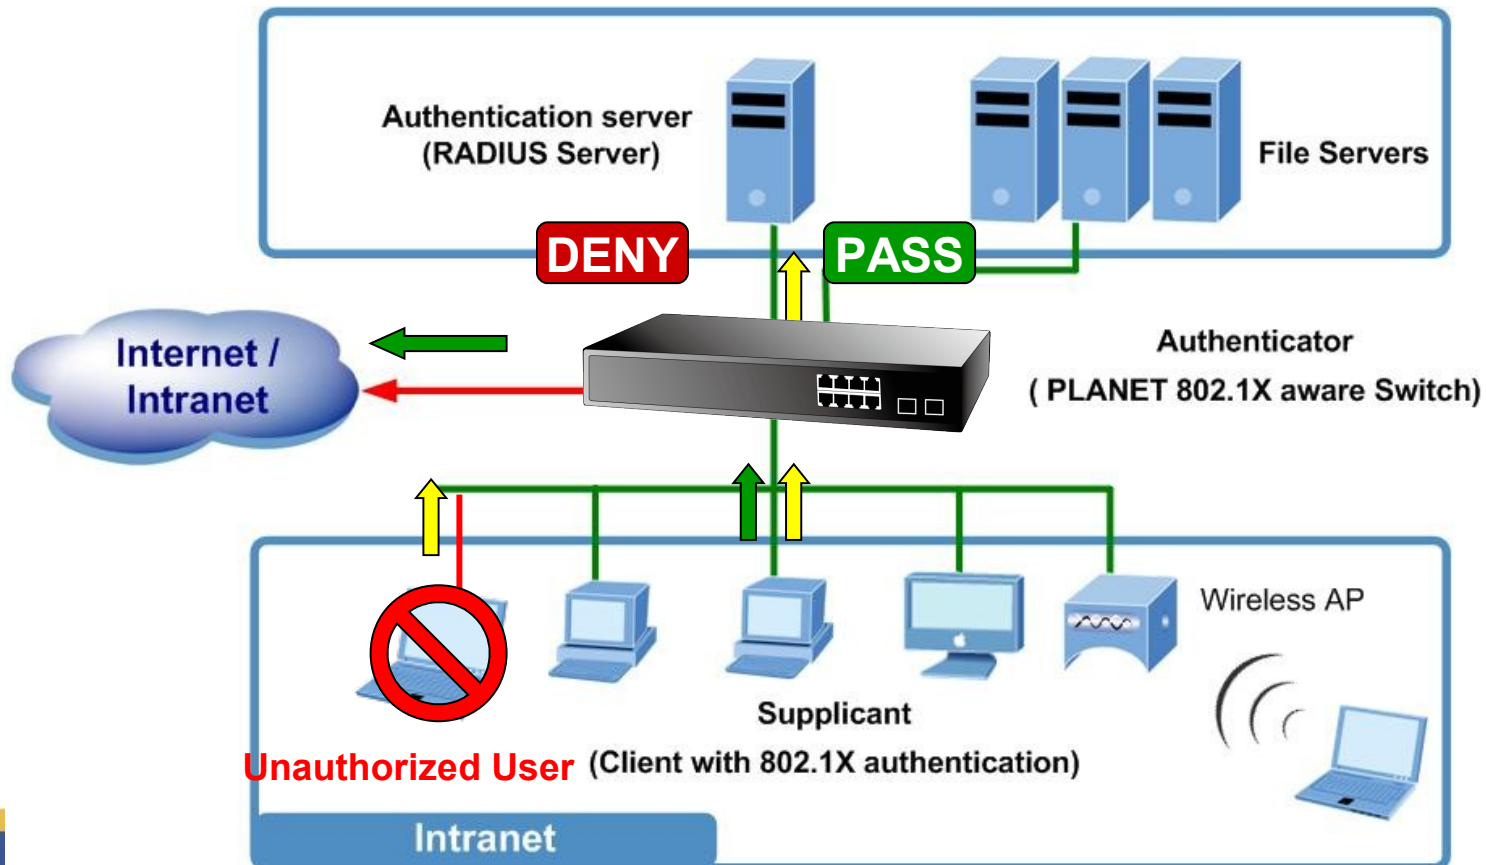 Authentication server
(RADIUS Server)
File Servers
DENY
PASS
Internet /
Intranet
Authenticator
( PLANET 802.1X aware Switch)
Wireless AP
Supplicant
Unauthorized User
(Client with 802.1X authentication)
Intranet